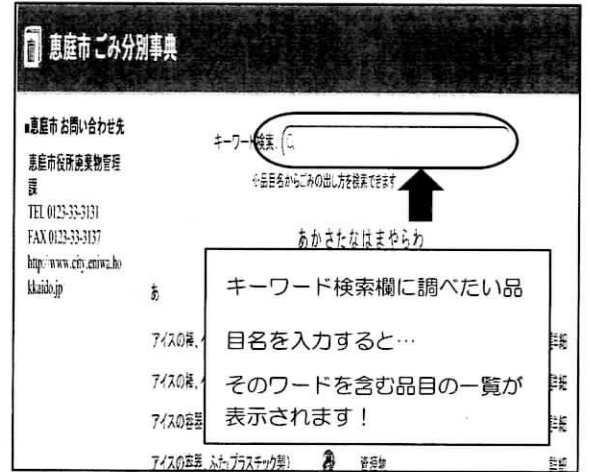 恵庭市 ごみ分別事典
■恵庭市 お問い合わせ先
恵庭市役所廃棄物管理
課
TEL 0123-33-3131
FAX 0123-33-3137
http://www.city.eniwa.ho
kkaido.jp
キーワード検索
※品目名からごみの出し方を検索できます
あかさたなはまやらわ
あ
アイスの
詳細
アイスの
詳細
アイスの容器
詳細
アイスの容器、ふた(プラスチック製) 資源物 詳細
キーワード検索欄に調べたい品
目名を入力すると…
そのワードを含む品目の一覧が
表示されます！